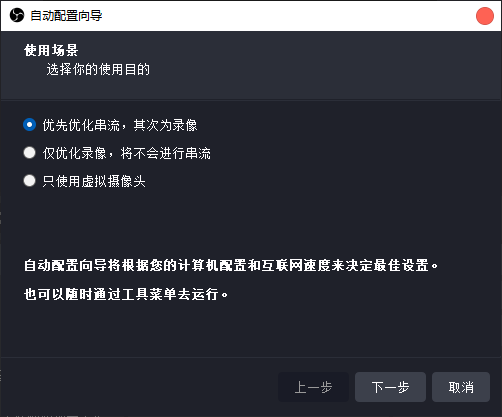 自动配置向导
使用场景
选择你的使用目的
优先优化串流，其次为录像
仅优化录像，将不会进行串流
只使用虚拟摄像头
自动配置向导将根据您的计算机配置和互联网速度来决定最佳设置。
也可以随时通过工具菜单去运行。
上一步
下一步
取消